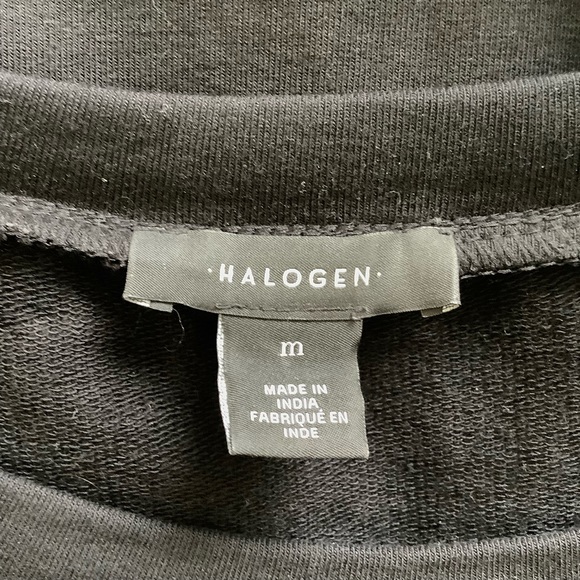 ·HALOGEN·
m
MADE IN
INDIA
FABRIQUÉ EN
INDE